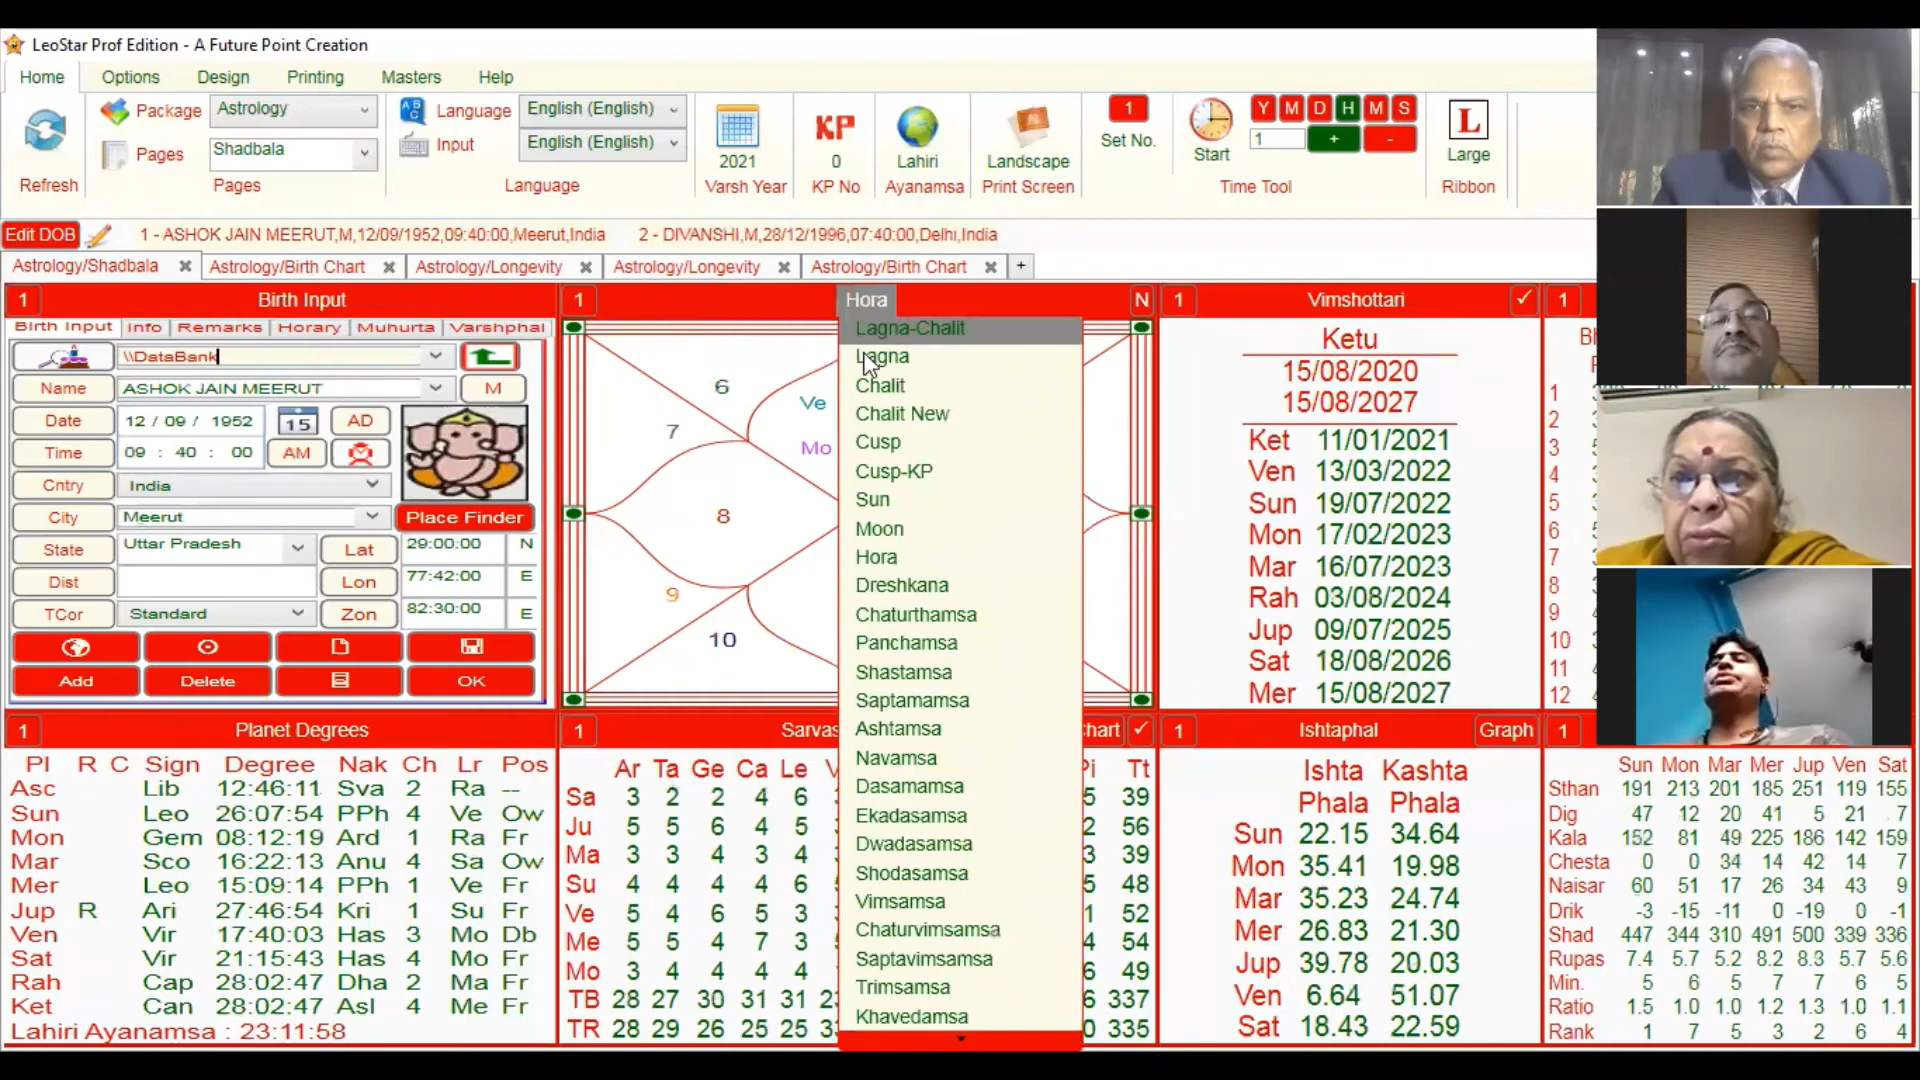 LeoStar Prof Edition - A Future Point Creation
Home Options Design Printing Masters Help
Package Astrology
Pages Shadbala
Refresh
Pages
Language English (English)
Input English (English)
Language
2021
Varsh Year
KP
0
KP No
Lahiri
Ayanamsa
Landscape
Print Screen
1
Set No.
Start
Y M D H M S
1 + -
Time Tool
L
Large
Ribbon
Edit DOB 1 - ASHOK JAIN MEERUT,M,12/09/1952,09:40:00,Meerut,India 2 - DIVANSHI,M,28/12/1996,07:40:00,Delhi,India
Astrology/Shadbala Astrology/Birth Chart Astrology/Longevity Astrology/Longevity Astrology/Birth Chart +
1 Birth Input
Birth Input Info Remarks Horary Muhurta Varshphal
\\DataBank
Name ASHOK JAIN MEERUT M
Date 12 / 09 / 1952 15 AD
Time 09 : 40 : 00 AM
Cntry India
City Meerut Place Finder
State Uttar Pradesh Lat 29:00:00 N
Dist Lon 77:42:00 E
TCor Standard Zon 82:30:00 E
Add Delete OK
1 Hora N
6
7
8
9
10
Ve
Mo
Lagna-Chalit
Lagna
Chalit
Chalit New
Cusp
Cusp-KP
Sun
Moon
Hora
Dreshkana
Chaturthamsa
Panchamsa
Shastamsa
Saptamamsa
Ashtamsa
Navamsa
Dasamamsa
Ekadasamsa
Dwadasamsa
Shodasamsa
Vimsamsa
Chaturvimsamsa
Saptavimsamsa
Trimsamsa
Khavedamsa
1 Vimshottari
Ketu
15/08/2020
15/08/2027
Ket 11/01/2021
Ven 13/03/2022
Sun 19/07/2022
Mon 17/02/2023
Mar 16/07/2023
Rah 03/08/2024
Jup 09/07/2025
Sat 18/08/2026
Mer 15/08/2027
1
1
2
3
4
5
6
7
8
9
10
11
12
1 Planet Degrees
Pl R C Sign Degree Nak Ch Lr Pos
Asc Lib 12:46:11 Sva 2 Ra --
Sun Leo 26:07:54 PPh 4 Ve Ow
Mon Gem 08:12:19 Ard 1 Ra Fr
Mar Sco 16:22:13 Anu 4 Sa Ow
Mer Leo 15:09:14 PPh 1 Ve Fr
Jup R Ari 27:46:54 Kri 1 Su Fr
Ven Vir 17:40:03 Has 3 Mo Db
Sat Vir 21:15:43 Has 4 Mo Fr
Rah Cap 28:02:47 Dha 2 Ma Fr
Ket Can 28:02:47 Asl 4 Me Fr
Lahiri Ayanamsa : 23:11:58
1 Sarvas hart
Ar Ta Ge Ca Le Pi Tt
Sa 3 2 2 4 6 5 39
Ju 5 5 6 4 5 2 56
Ma 3 3 4 3 4 3 39
Su 4 4 4 4 6 5 48
Ve 5 4 6 5 3 1 52
Me 5 5 4 7 3 4 54
Mo 3 4 4 4 4 6 49
TB 28 27 30 31 31 6 337
TR 28 29 26 25 25 0 335
1 Ishtaphal Graph
Ishta Kashta
Phala Phala
Sun 22.15 34.64
Mon 35.41 19.98
Mar 35.23 24.74
Mer 26.83 21.30
Jup 39.78 20.03
Ven 6.64 51.07
Sat 18.43 22.59
1
Sun Mon Mar Mer Jup Ven Sat
Sthan 191 213 201 185 251 119 155
Dig 47 12 20 41 5 21 7
Kala 152 81 49 225 186 142 159
Chesta 0 0 34 14 42 14 7
Naisar 60 51 17 26 34 43 9
Drik -3 -15 -11 0 -19 0 -1
Shad 447 344 310 491 500 339 336
Rupas 7.4 5.7 5.2 8.2 8.3 5.7 5.6
Min. 5 6 5 7 7 6 5
Ratio 1.5 1.0 1.0 1.2 1.3 1.0 1.1
Rank 1 7 5 3 2 6 4